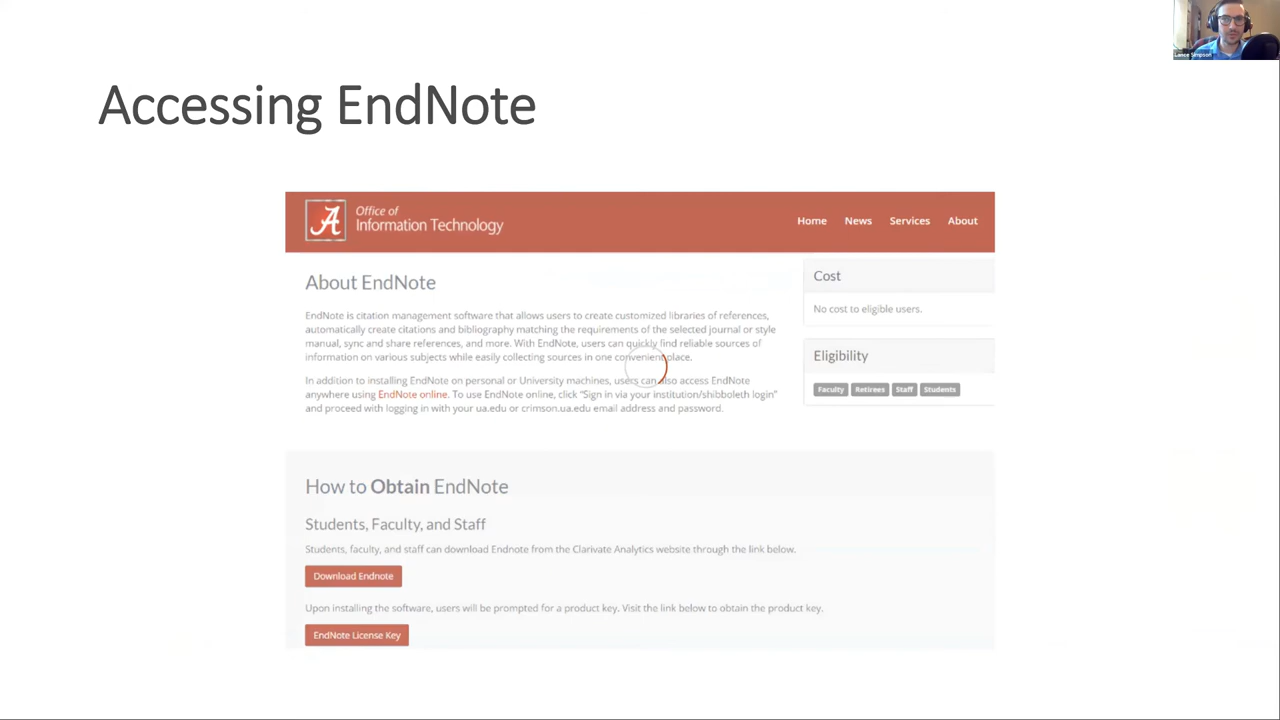 Lance Simpson
Accessing EndNote
A
Office of
Information Technology
Home News Services About
About EndNote
EndNote is citation management software that allows users to create customized libraries of references,
automatically create citations and bibliography matching the requirements of the selected journal or style
manual, sync and share references, and more. With EndNote, users can quickly find reliable sources of
information on various subjects while easily collecting sources in one convenient place.
In addition to installing EndNote on personal or University machines, users can also access EndNote
anywhere using EndNote online. To use EndNote online, click “Sign in via your institution/shibboleth login”
and proceed with logging in with your ua.edu or crimson.ua.edu email address and password.
Cost
No cost to eligible users.
Eligibility
Faculty Retirees Staff Students
How to Obtain EndNote
Students, Faculty, and Staff
Students, faculty, and staff can download Endnote from the Clarivate Analytics website through the link below.
Download Endnote
Upon installing the software, users will be prompted for a product key. Visit the link below to obtain the product key.
EndNote License Key